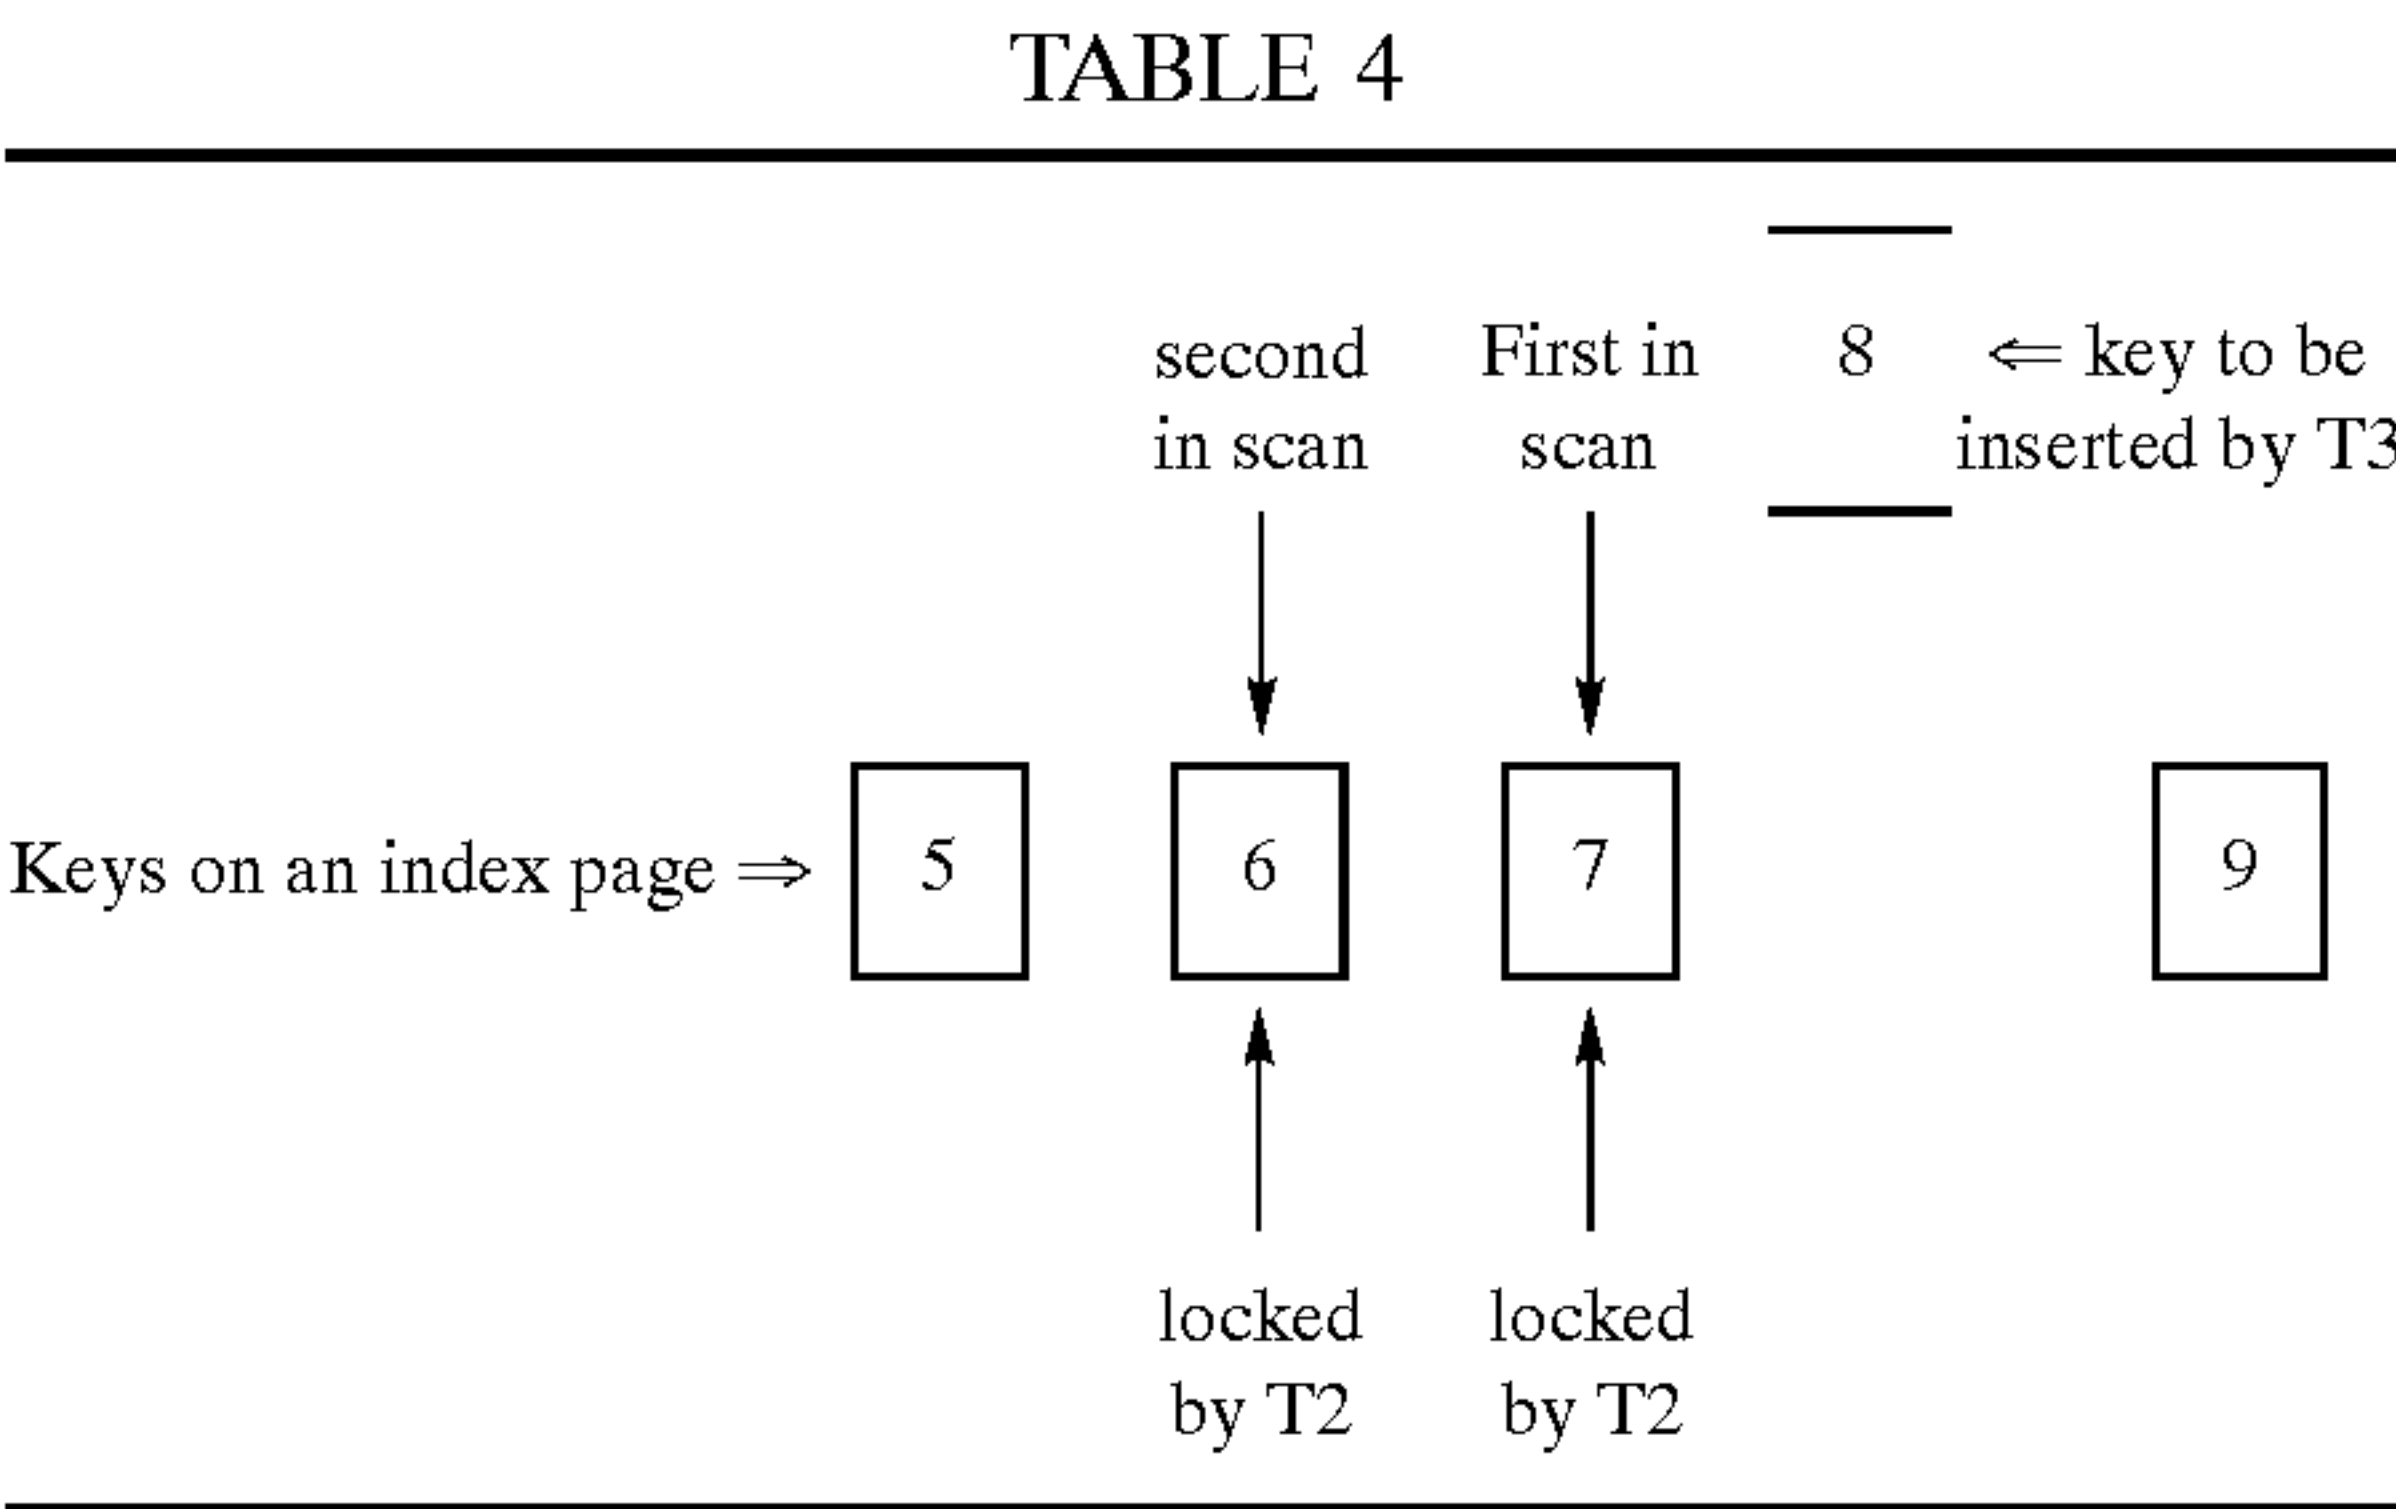 TABLE 4
second First in 8 ⇐ key to be
in scan scan inserted by T3
Keys on an index page ⇒ 5 6 7 9
locked locked
by T2 by T2